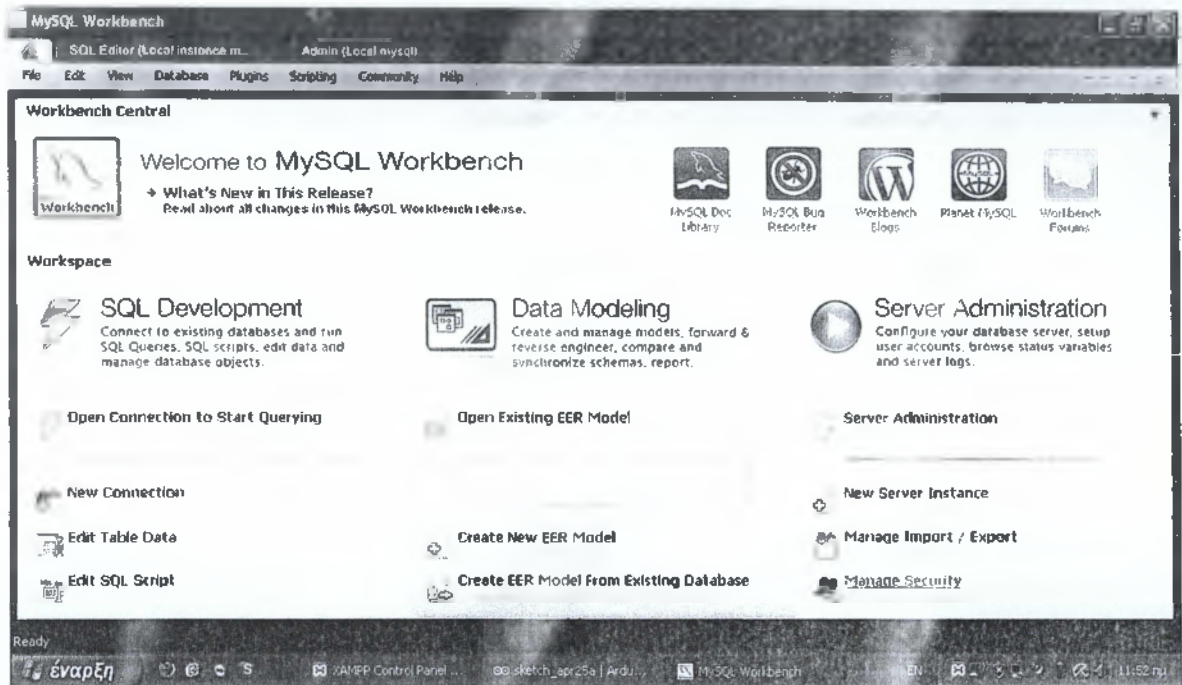 MySQL Workbench
SQL Editor (Local instance m... Admin (Local mysql)
File Edit View Database Plugins Scripting Community Help
Workbench Central
Workbench
Welcome to MySQL Workbench
What's New in This Release?
Read about all changes in this MySQL Workbench release.
MySQL Doc Library
MySQL Bug Reporter
Workbench Blogs
Planet MySQL
Workbench Forums
Workspace
SQL Development
Connect to existing databases and run
SQL Queries, SQL scripts, edit data and
manage database objects.
Open Connection to Start Querying
New Connection
Edit Table Data
Edit SQL Script
Data Modeling
Create and manage models, forward &
reverse engineer, compare and
synchronize schemas, report.
Open Existing EER Model
Create New EER Model
Create EER Model From Existing Database
Server Administration
Configure your database server, setup
user accounts, browse status variables
and server logs.
Server Administration
New Server Instance
Manage Import / Export
Manage Security
Ready
έναρξη XAMPP Control Panel ... sketch_apr25a | Ardu... MySQL Workbench EN 11:52 πμ